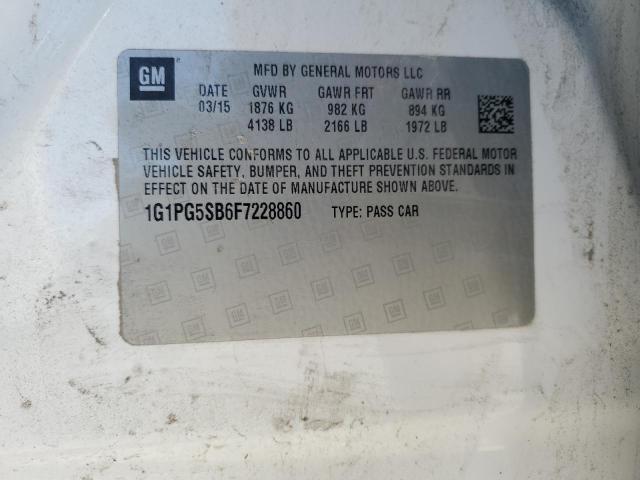 GM
MFD BY GENERAL MOTORS LLC
DATE GVWR GAWR FRT GAWR RR
03/15 1876 KG 982 KG 894 KG
4138 LB 2166 LB 1972 LB
THIS VEHICLE CONFORMS TO ALL APPLICABLE U.S. FEDERAL MOTOR
VEHICLE SAFETY, BUMPER, AND THEFT PREVENTION STANDARDS IN
EFFECT ON THE DATE OF MANUFACTURE SHOWN ABOVE.
1G1PG5SB6F7228860 TYPE: PASS CAR